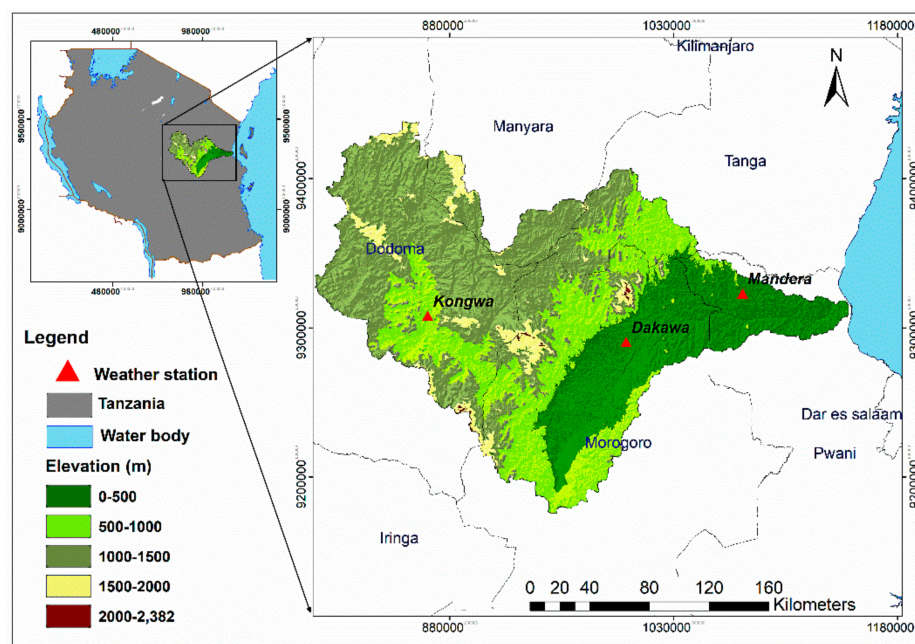 880000 1030000 1180000
480000 980000
Kilimanjaro
N
Manyara
Tanga
9500000 9500000
9400000 9400000
9000000 9000000
Dodoma
Mandera
Kongwa
480000 980000
9300000 9300000
Dakawa
Legend
Weather station
Tanzania
Dar es salaam
Water body
Morogoro
Pwani
Elevation (m)
9200000 9200000
0-500
500-1000
Iringa
1000-1500
1500-2000
0 20 40 80 120 160
Kilometers
2000-2,382
880000 1030000 1180000